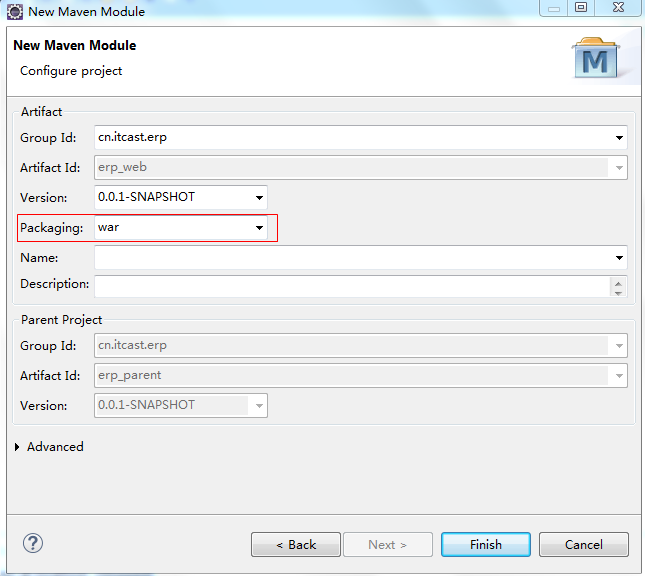 New Maven Module
New Maven Module
Configure project
M
Artifact
Group Id: cn.itcast.erp
Artifact Id: erp_web
Version: 0.0.1-SNAPSHOT
Packaging: war
Name:
Description:
Parent Project
Group Id: cn.itcast.erp
Artifact Id: erp_parent
Version: 0.0.1-SNAPSHOT
Advanced
? < Back Next > Finish Cancel